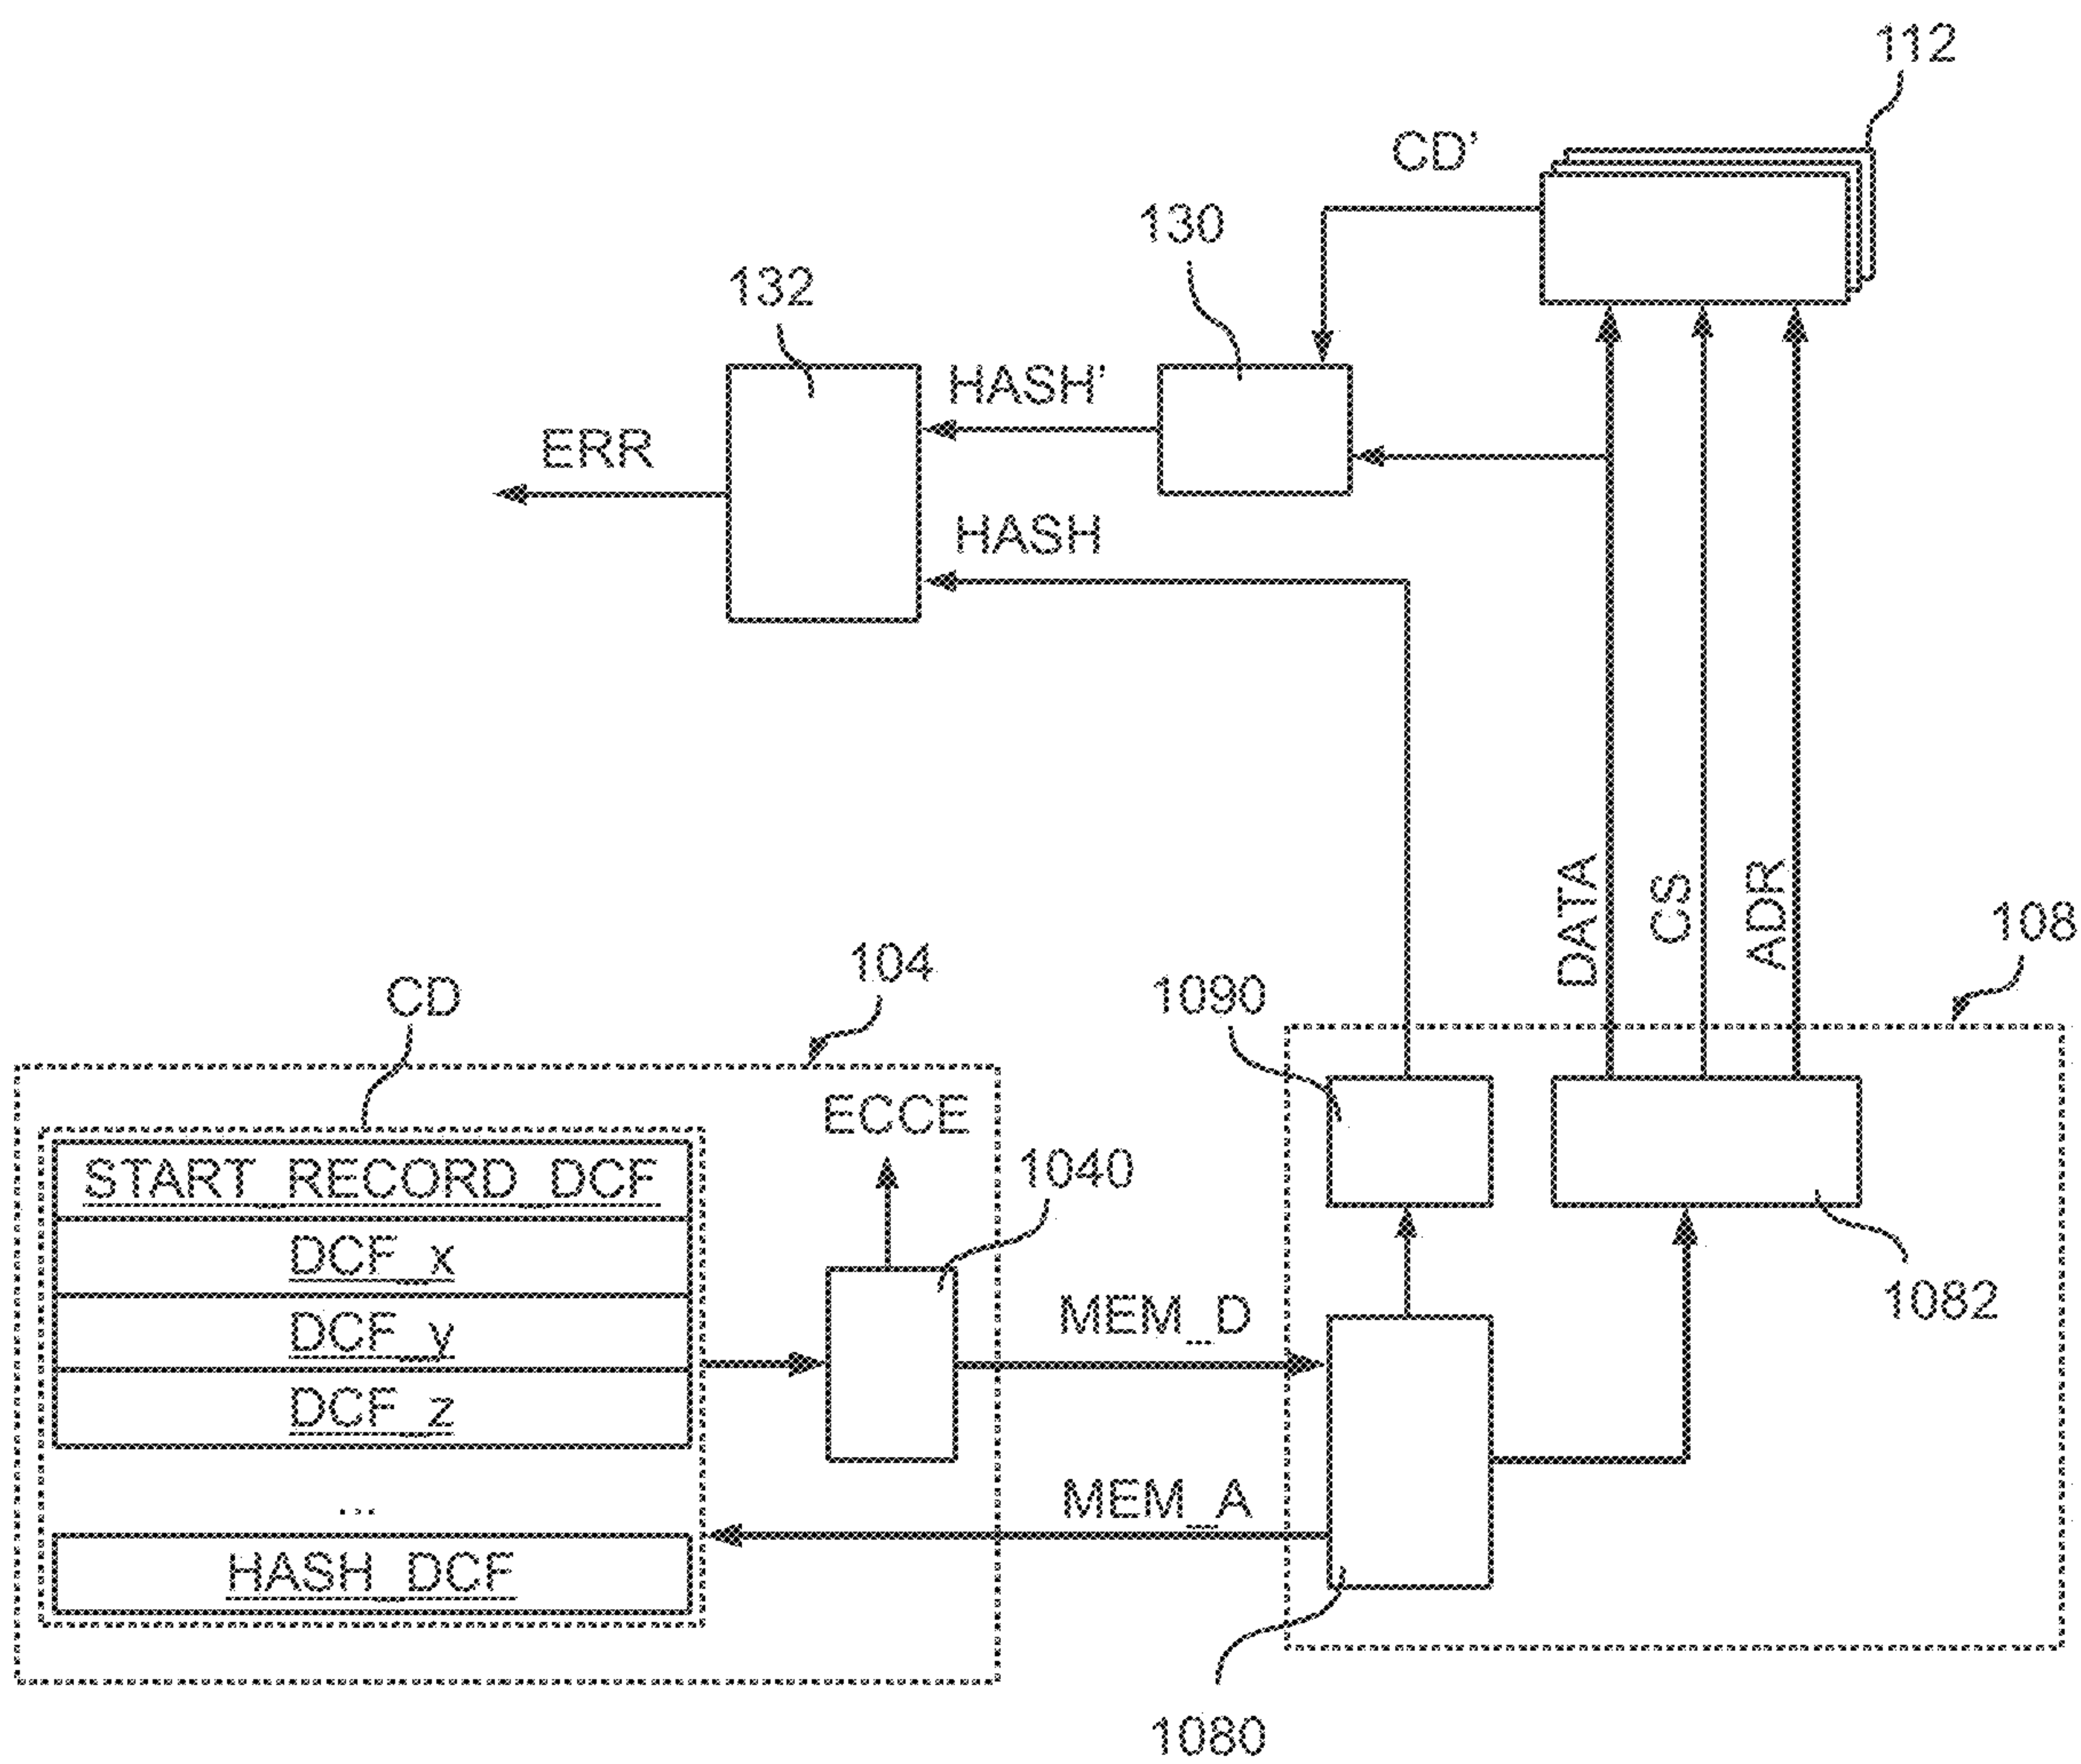 112
CD'
130
132
HASH'
ERR
HASH
DATA
CS
ADR
108
104
CD
1090
ECCE
START_RECORD_DCF
1040
DCF_x
1082
MEM_D
DCF_y
DCF_z
MEM_A
...
HASH_DCF
1080